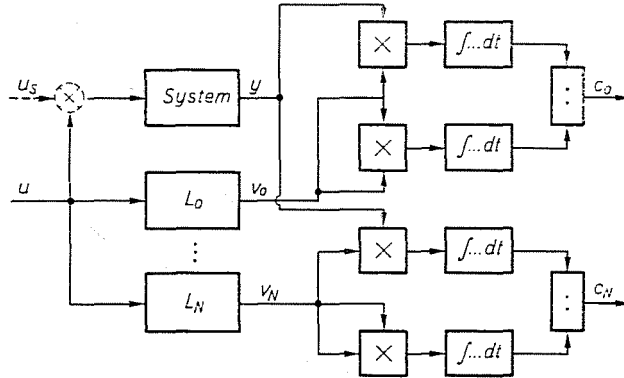 × ∫...dt
u_S × System y : c_0
× ∫...dt
u L_0 v_0
⋮ × ∫...dt
L_N v_N : c_N
× ∫...dt